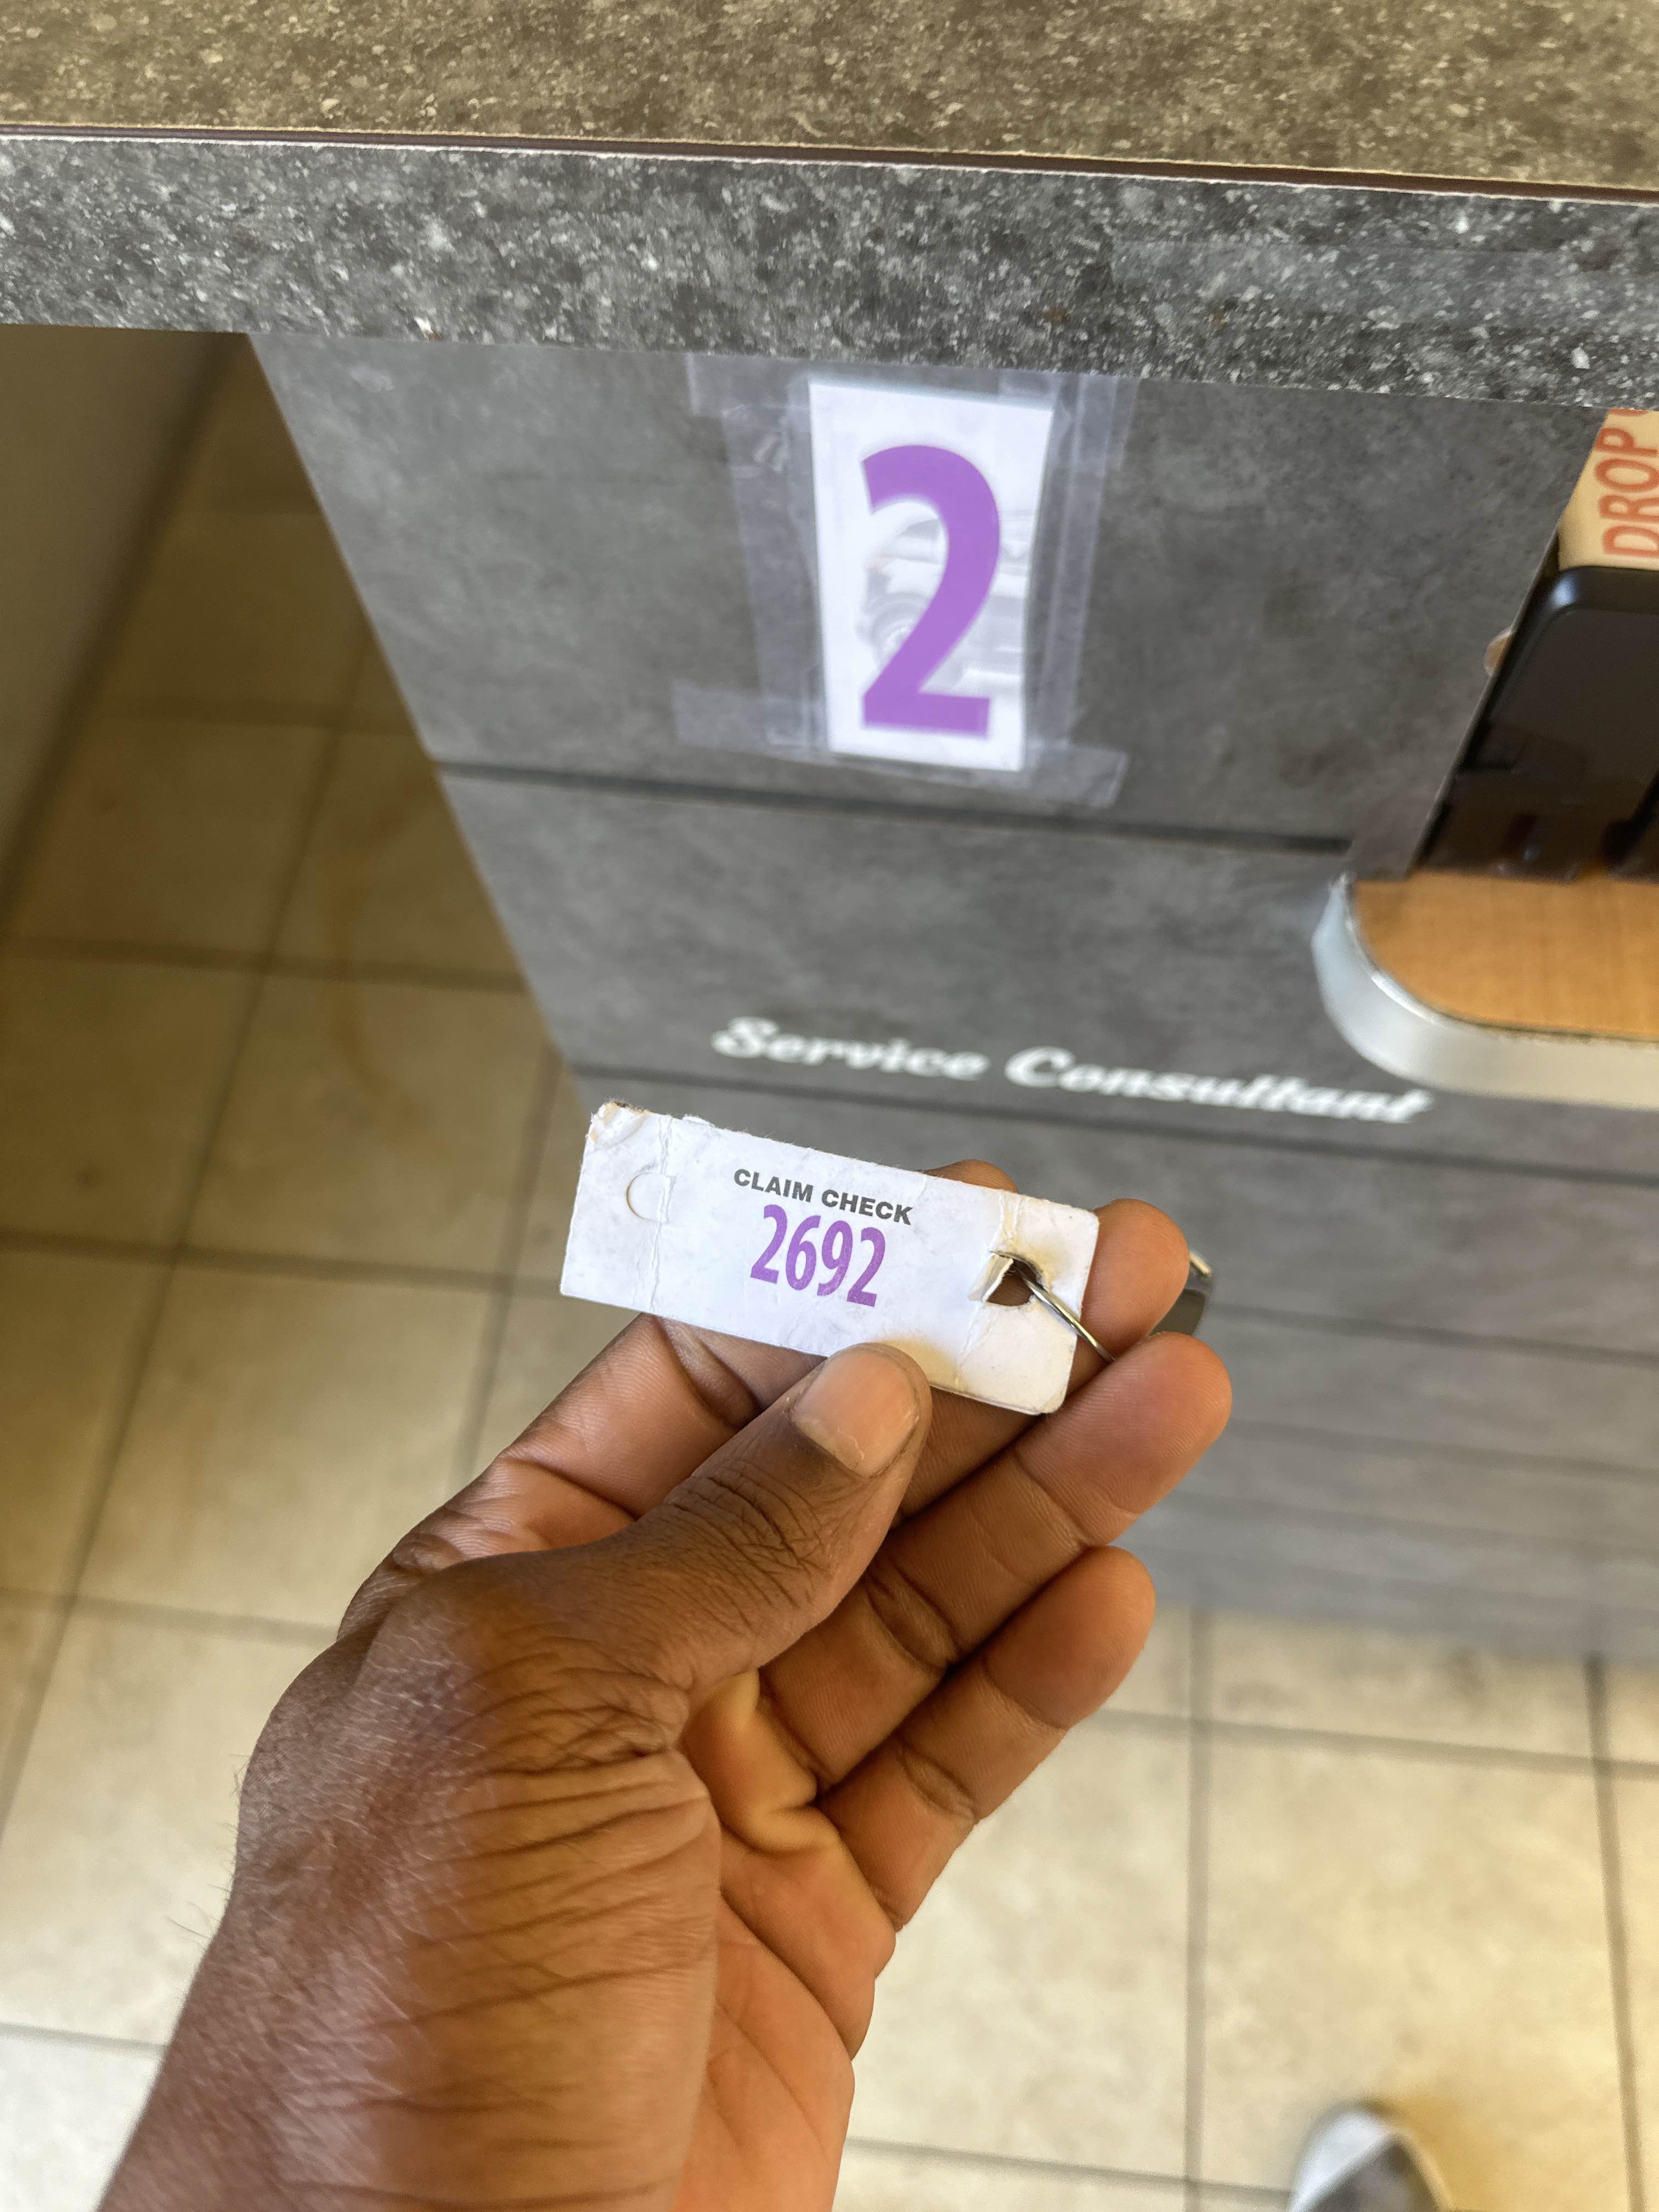 2
DROP
Service Consultant
CLAIM CHECK
2692